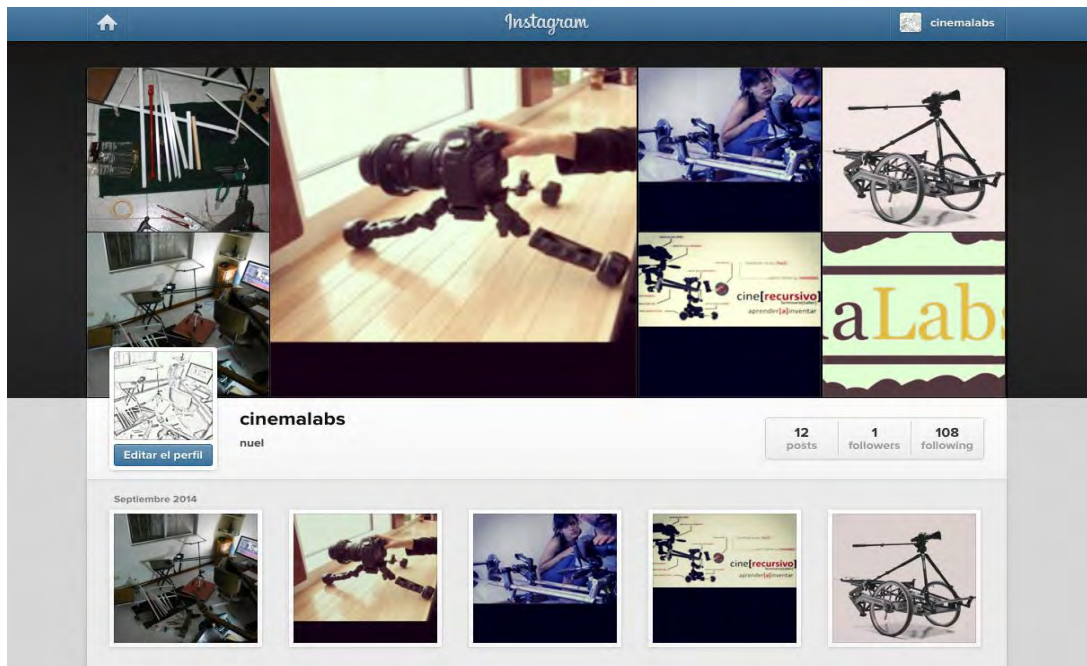 Instagram
cinemalabs
cine[recursivo]
aprender[a]inventar
aLabs
cinemalabs
nuel
Editar el perfil
12 posts
1 followers
108 following
Septiembre 2014
cine[recursivo]
aprender[a]inventar